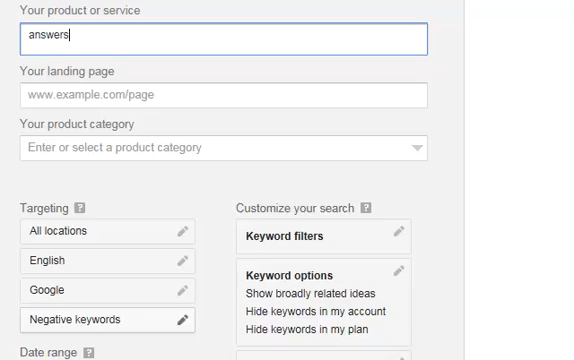 Your product or service
answers
Your landing page
www.example.com/page
Your product category
Enter or select a product category
Targeting ?
Customize your search ?
All locations
Keyword filters
English
Keyword options
Google
Show broadly related ideas
Hide keywords in my account
Negative keywords
Hide keywords in my plan
Date range ?